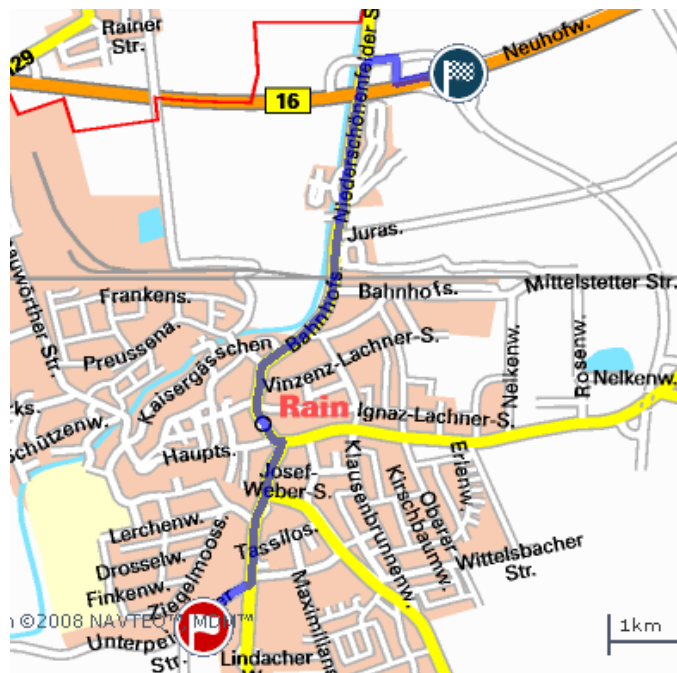 Rainer
Str.
Neuhofw.
29
16
Niederschönenfelder S.
Juras.
Bahnhofs.
Mittelstetter Str.
Frankens.
Bahnhofs.
Preussena.
Kaisergässchen
Vinzenz-Lachner-S.
Nelkenw.
Rosenw.
Nelkenw.
Rain
Ignaz-Lachner-S.
Schützenw.
Haupts.
Josef-
Weber-S.
Klausenbrunnenw.
Oberer
Kirschbaumw.
Erlenw.
Wittelsbacher
Str.
Lerchenw.
Tassilos.
Drosselw.
Ziegelmooss.
Finkenw.
©2008 NAVTEQ
Str.
Lindacher
1km